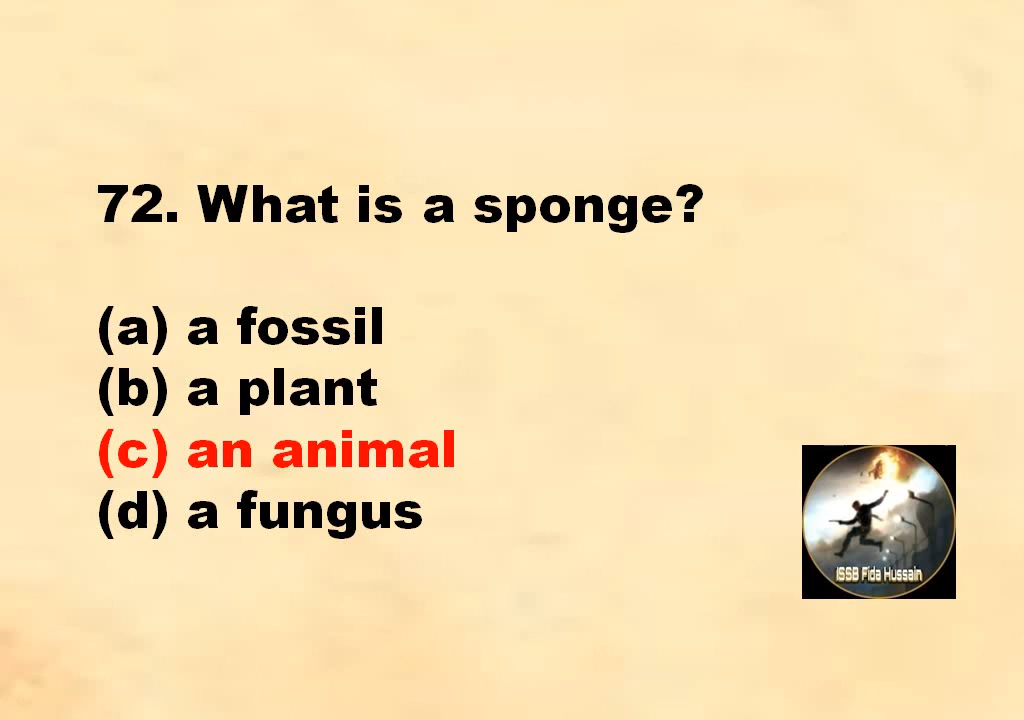 72. What is a sponge?
(a) a fossil
(b) a plant
(c) an animal
(d) a fungus
ISSB Fida Hussain